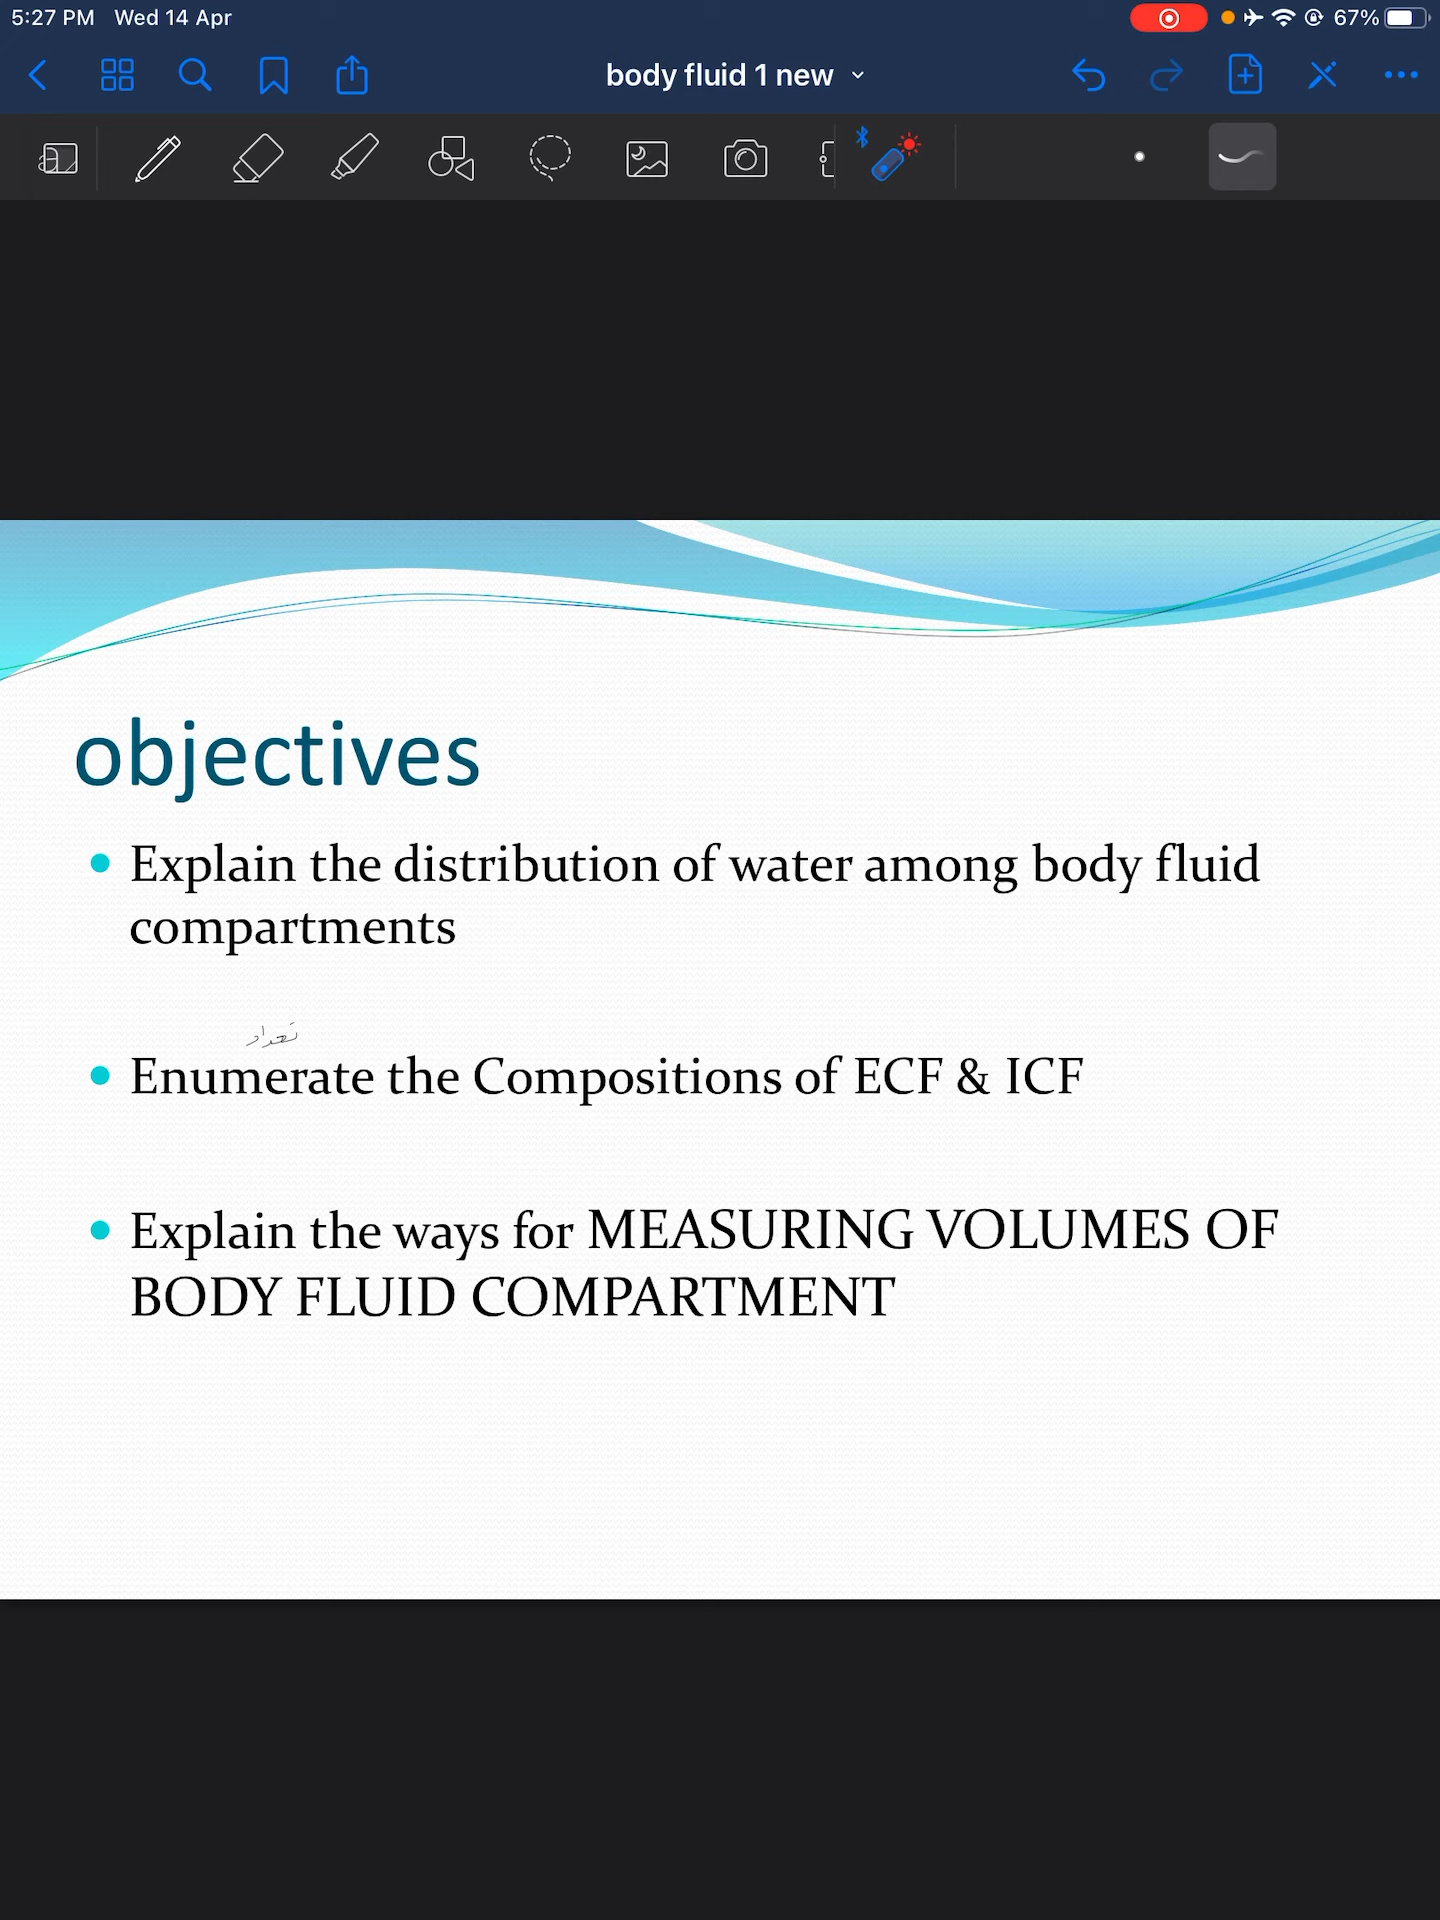 5:27 PM Wed 14 Apr
67%
body fluid 1 new
objectives
• Explain the distribution of water among body fluid
compartments
تعداد
• Enumerate the Compositions of ECF & ICF
• Explain the ways for MEASURING VOLUMES OF
BODY FLUID COMPARTMENT